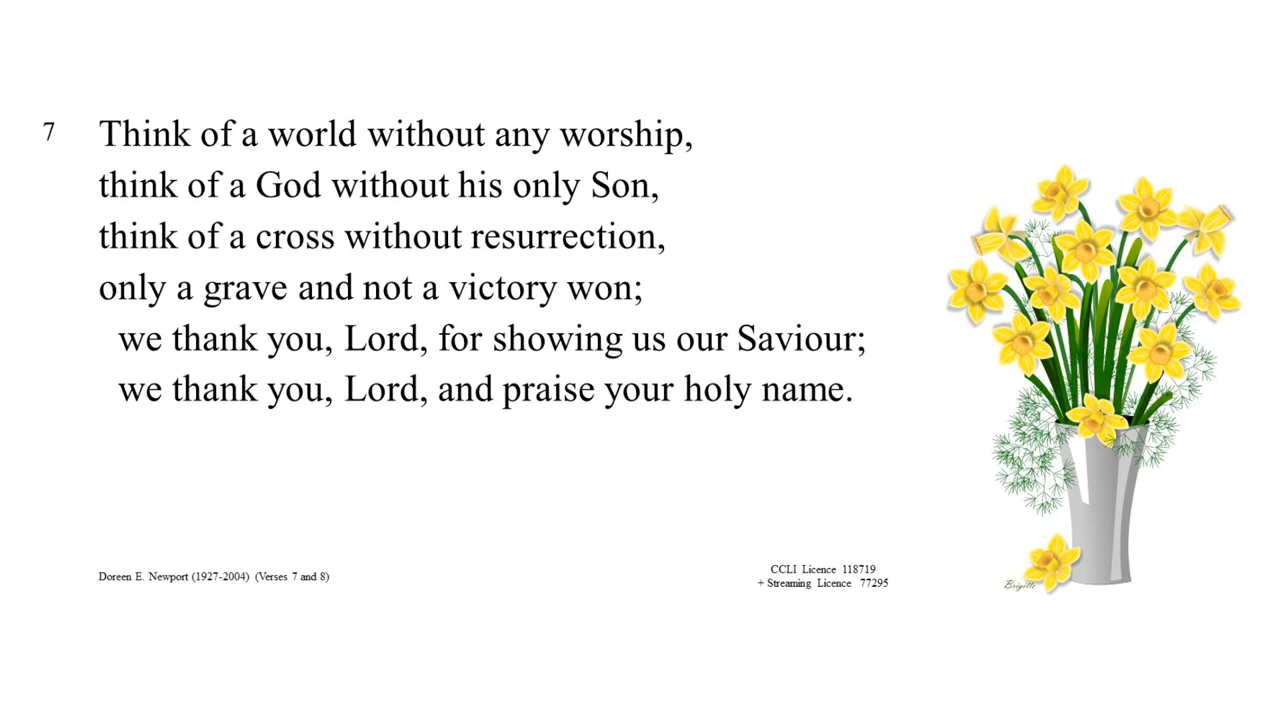 7 Think of a world without any worship,
think of a God without his only Son,
think of a cross without resurrection,
only a grave and not a victory won;
we thank you, Lord, for showing us our Saviour;
we thank you, Lord, and praise your holy name.
Doreen E. Newport (1927-2004) (Verses 7 and 8)
CCLI Licence 118719
+ Streaming Licence 77295
Brigitte